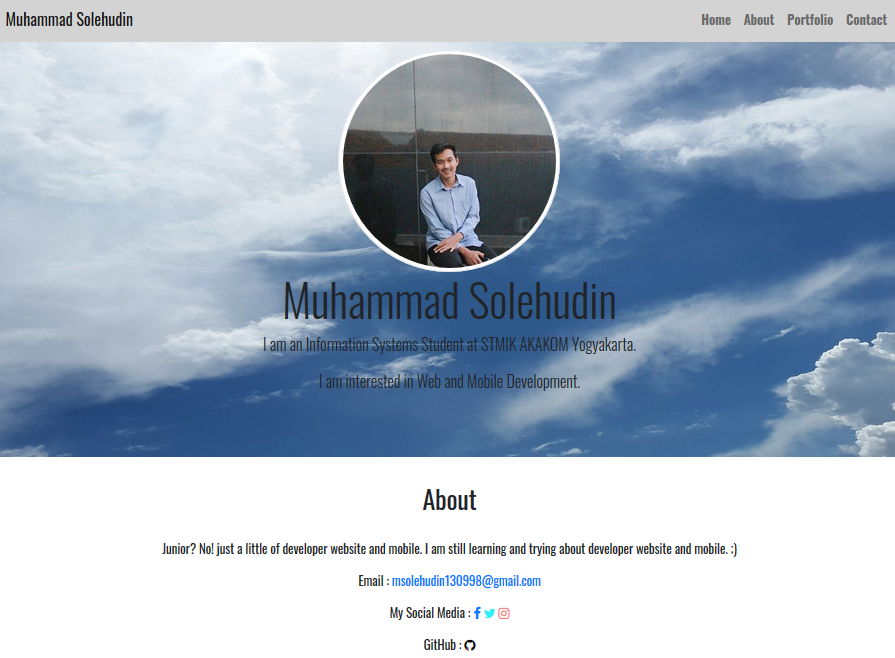 Muhammad Solehudin
Home About Portfolio Contact
Muhammad Solehudin
I am an Information Systems Student at STMIK AKAKOM Yogyakarta.
I am interested in Web and Mobile Development.
About
Junior? No! just a little of developer website and mobile. I am still learning and trying about developer website and mobile. ;)
Email : msolehudin130998@gmail.com
My Social Media :
GitHub :